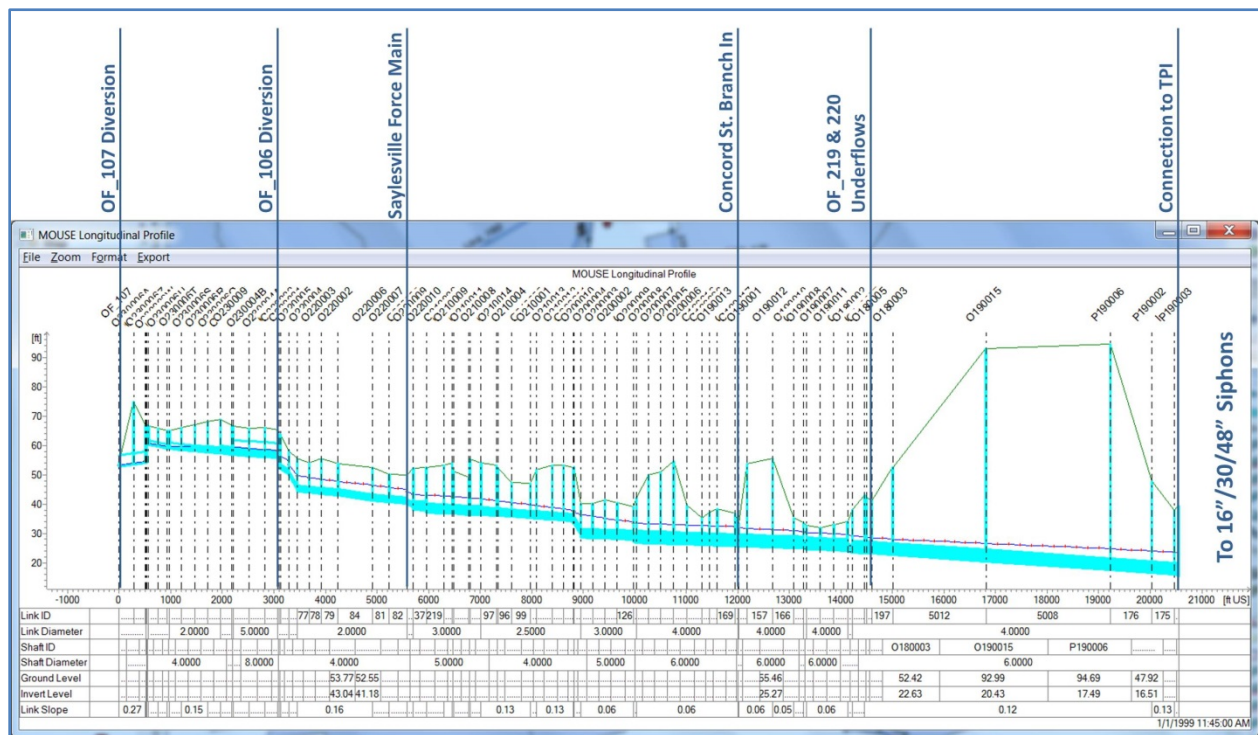 OF_107 Diversion
OF_106 Diversion
Saylesville Force Main
Concord St. Branch In
OF_219 & 220
Underflows
Connection to TPI
MOUSE Longitudinal Profile
File Zoom Format Export
MOUSE Longitudinal Profile
OF_107
O230009 O230004B O220002 O220006 O220007 O220010 O210009 O210008 O210004 O190001 O190012 O180005 O180003 O190015 P190006 P190002 P190003
[ft]
90
80
70
60
50
40
30
20
To 16"/30/48" Siphons
-1000 0 1000 2000 3000 4000 5000 6000 7000 8000 9000 10000 11000 12000 13000 14000 15000 16000 17000 18000 19000 20000 21000 [ft US]
Link ID 77 78 79 84 81 82 37 219 97 96 99 126 169 157 166 197 5012 5008 176 175
Link Diameter 2.0000 5.0000 2.0000 3.0000 2.5000 3.0000 4.0000 4.0000 4.0000 4.0000
Shaft ID O180003 O190015 P190006
Shaft Diameter 4.0000 8.0000 4.0000 5.0000 4.0000 5.0000 6.0000 6.0000 6.0000 6.0000
Ground Level 53.77 52.55 55.46 52.42 92.99 94.69 47.92
Invert Level 43.04 41.18 25.27 22.63 20.43 17.49 16.51
Link Slope 0.27 0.15 0.16 0.13 0.13 0.06 0.06 0.06 0.05 0.06 0.12 0.13
1/1/1999 11:45:00 AM